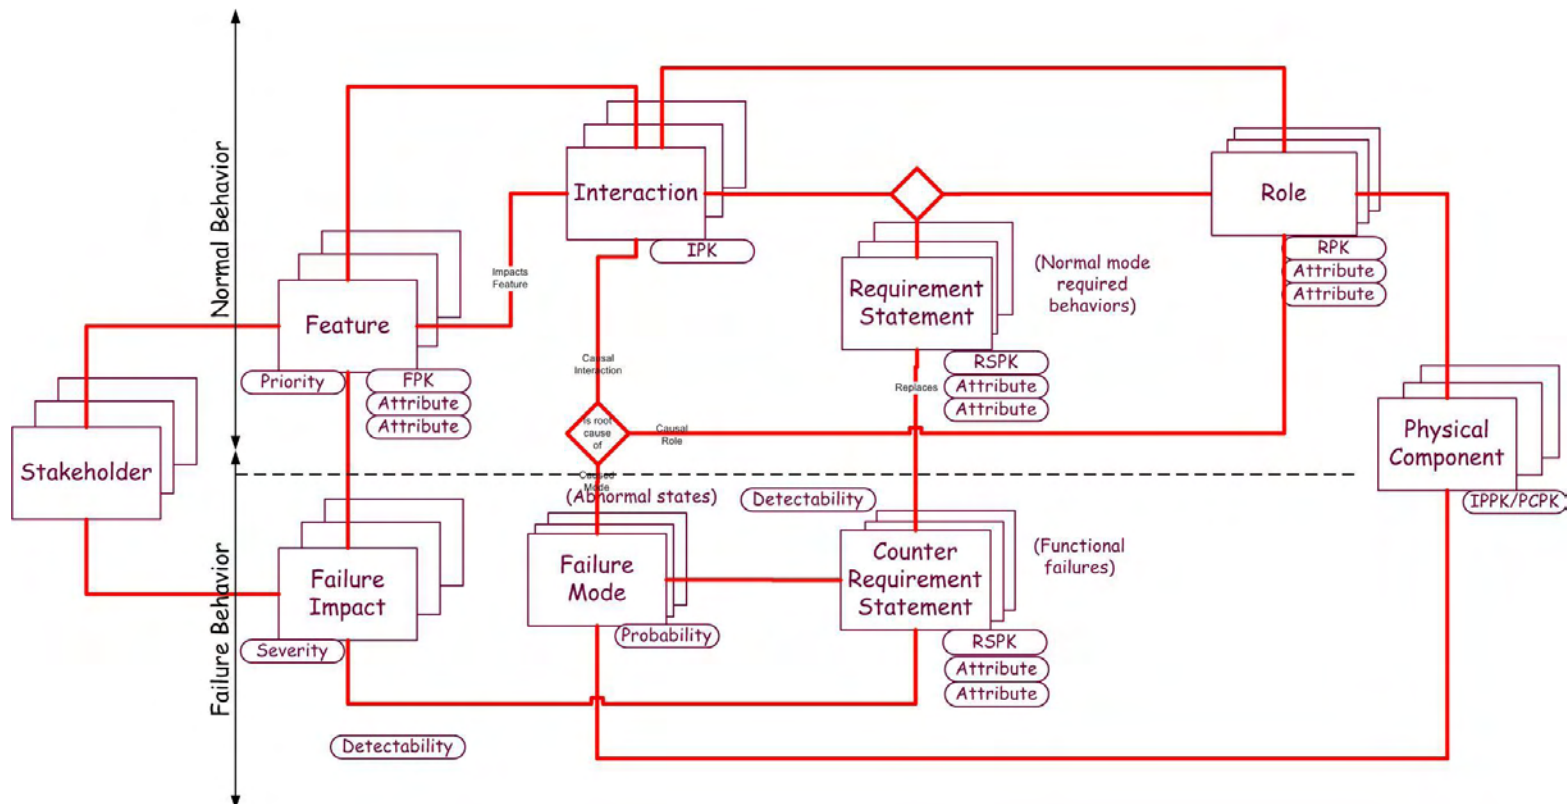 Normal Behavior
Failure Behavior
Interaction
IPK
Role
RPK
Attribute
Attribute
Impacts
Feature
Feature
Priority
FPK
Attribute
Attribute
Requirement
Statement
RSPK
Attribute
Attribute
(Normal mode
required
behaviors)
Causal
Interaction
Replaces
Is root
cause
of
Causal
Role
Stakeholder
Physical
Component
IPPK/PCPK
Caused
Mode
(Abnormal states)
Detectability
Failure
Impact
Severity
Failure
Mode
Probability
Counter
Requirement
Statement
RSPK
Attribute
Attribute
(Functional
failures)
Detectability